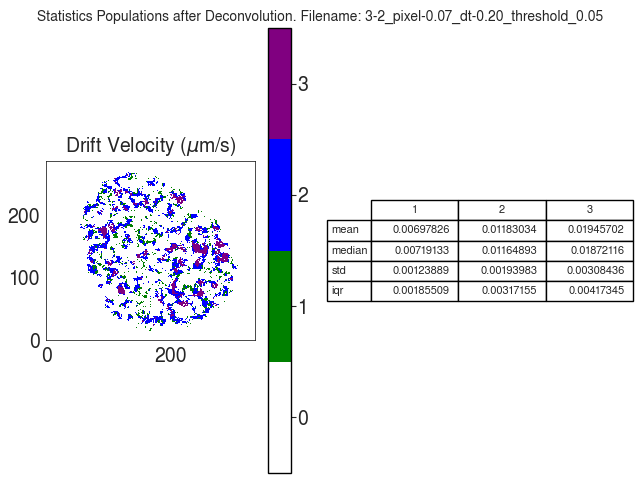 Statistics Populations after Deconvolution. Filename: 3-2_pixel-0.07_dt-0.20_threshold_0.05
Drift Velocity (μm/s)
200
100
0
0 200
3
2
1
0
1 2 3
mean 0.00697826 0.01183034 0.01945702
median 0.00719133 0.01164893 0.01872116
std 0.00123889 0.00193983 0.00308436
iqr 0.00185509 0.00317155 0.00417345